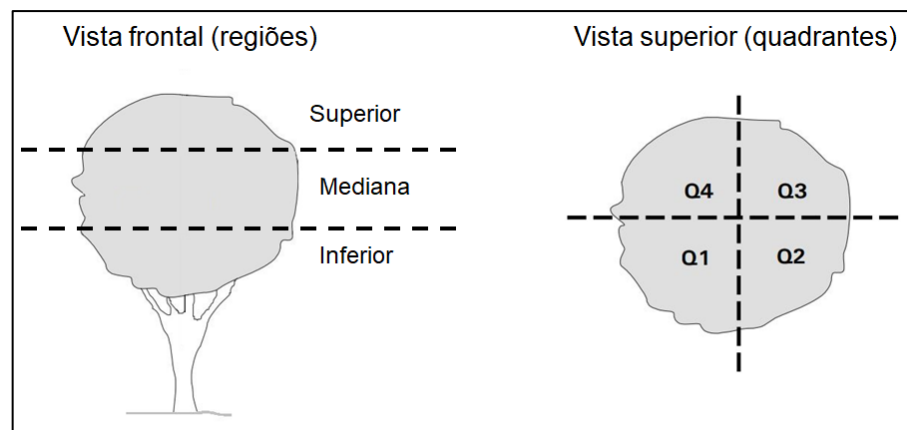 Vista frontal (regiões)
Superior
Mediana
Inferior
Vista superior (quadrantes)
Q4 Q3
Q1 Q2